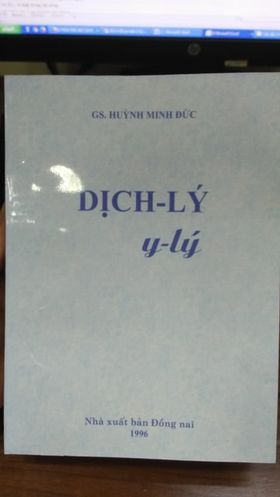 GS. HUỲNH MINH ĐỨC
DỊCH-LÝ
y-lý
Nhà xuất bản Đồng nai
1996